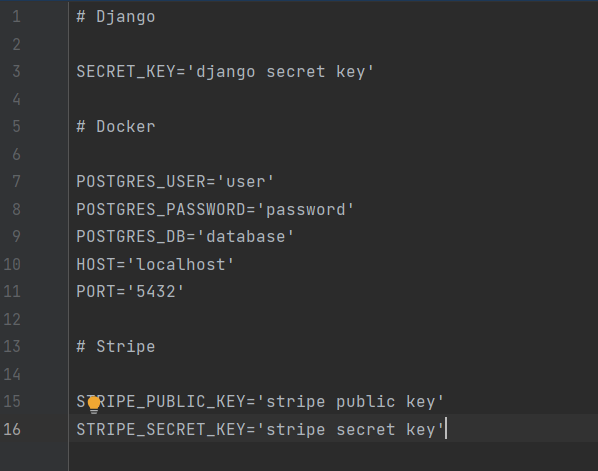 1 # Django
2
3 SECRET_KEY='django secret key'
4
5 # Docker
6
7 POSTGRES_USER='user'
8 POSTGRES_PASSWORD='password'
9 POSTGRES_DB='database'
10 HOST='localhost'
11 PORT='5432'
12
13 # Stripe
14
15 STRIPE_PUBLIC_KEY='stripe public key'
16 STRIPE_SECRET_KEY='stripe secret key'